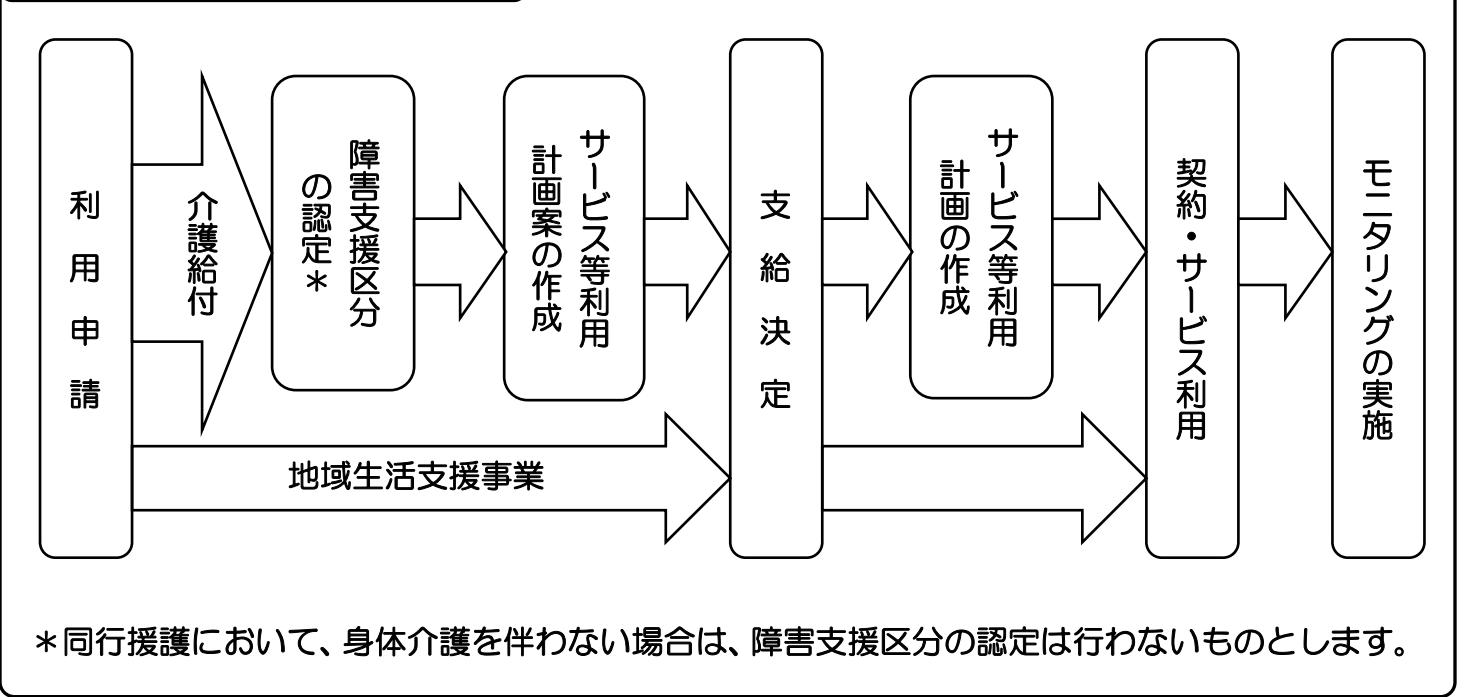 利用申請
介護給付
障害支援区分
の認定＊
サービス等利用
計画案の作成
支給決定
サービス等利用
計画の作成
契約・サービス利用
モニタリングの実施
地域生活支援事業
＊同行援護において、身体介護を伴わない場合は、障害支援区分の認定は行わないものとします。